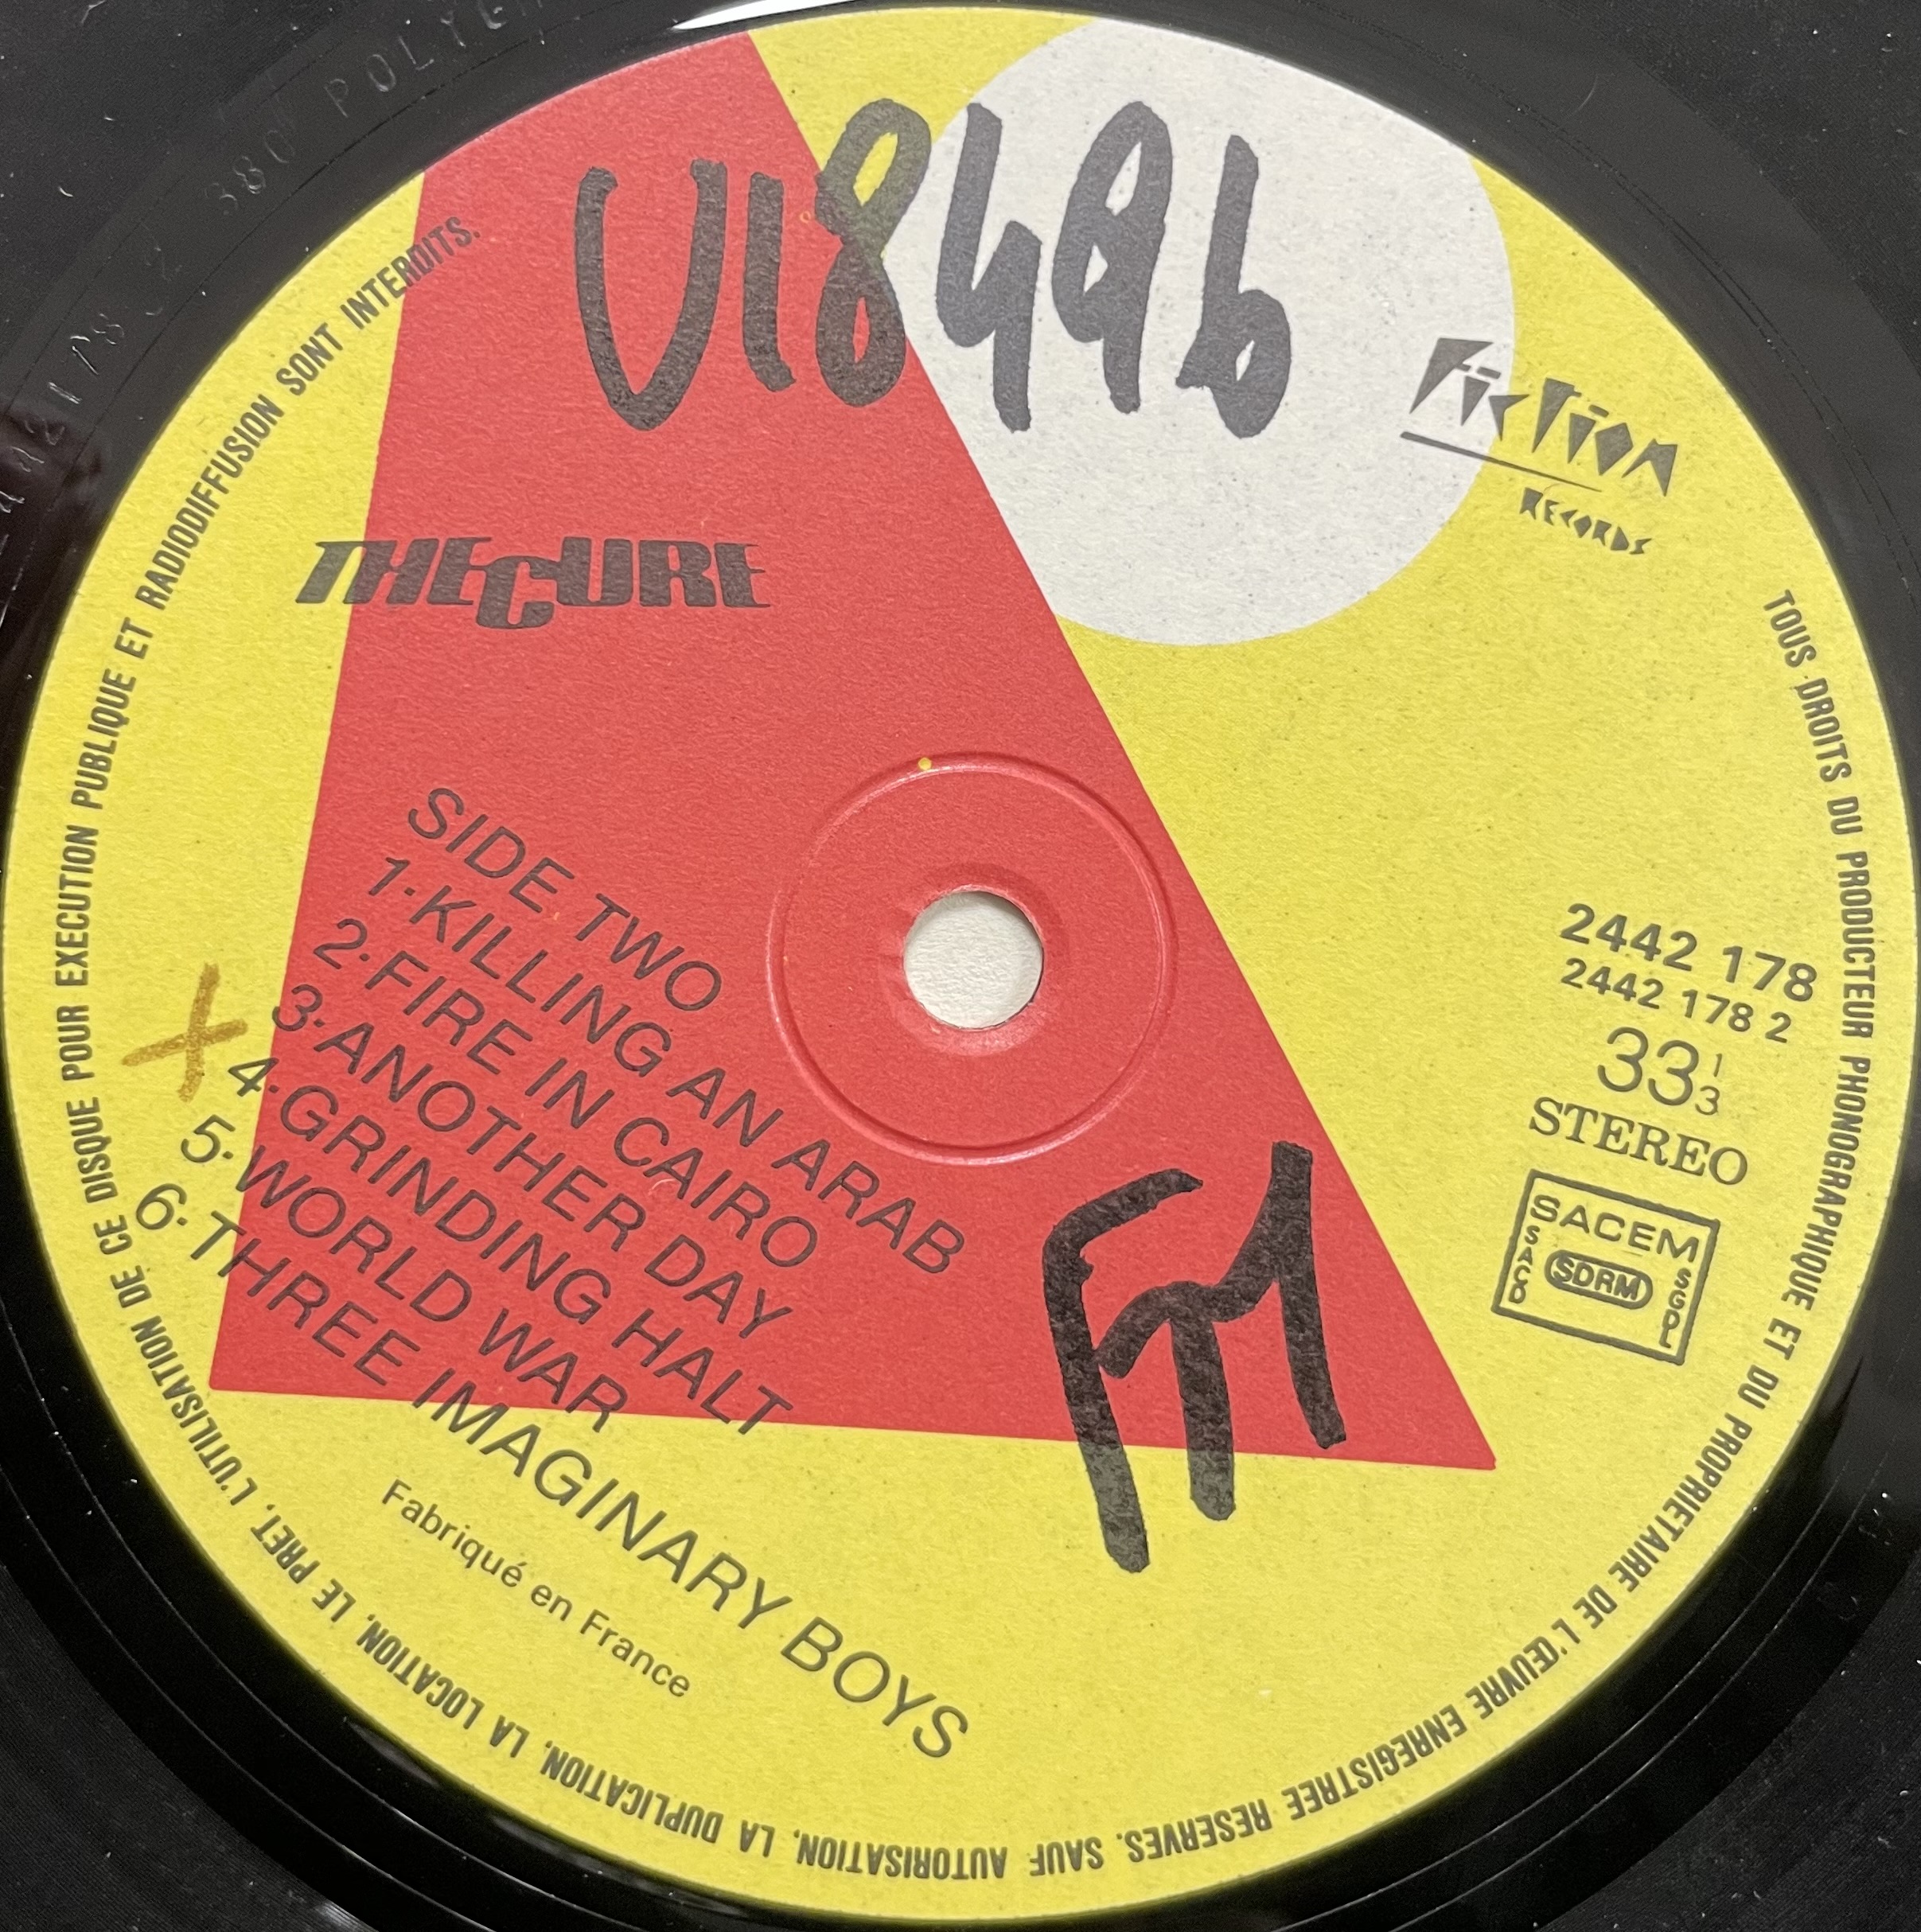 V18496
Fiction
RECORDS
THE CURE
SIDE TWO
1·KILLING AN ARAB
2·FIRE IN CAIRO
3·ANOTHER DAY
4·GRINDING HALT
5·WORLD WAR
6·THREE IMAGINARY BOYS
Fabriqué en France
2442 178
2442 178 2
33 1/3
STEREO
SACEM
SACD
SDRM
SGDL
TOUS DROITS DU PRODUCTEUR PHONOGRAPHIQUE ET DU PROPRIETAIRE DE L'ŒUVRE ENREGISTREE RESERVES. SAUF AUTORISATION, LA DUPLICATION, LA LOCATION, LE PRET, L'UTILISATION DE CE DISQUE POUR EXECUTION PUBLIQUE ET RADIODIFFUSION SONT INTERDITS.